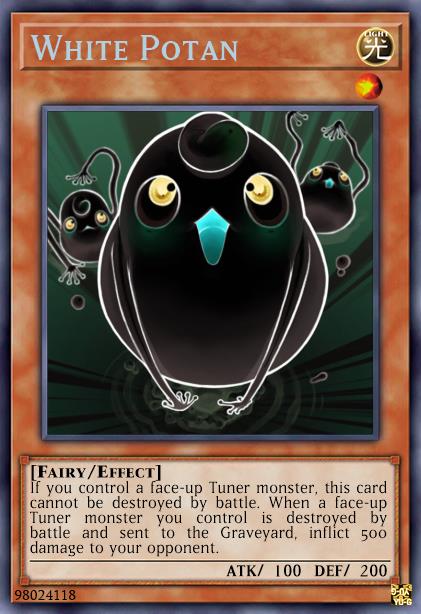 White Potan
LIGHT
光
[Fairy/Effect]
If you control a face-up Tuner monster, this card
cannot be destroyed by battle. When a face-up
Tuner monster you control is destroyed by
battle and sent to the Graveyard, inflict 500
damage to your opponent.
ATK/ 100 DEF/ 200
98024118